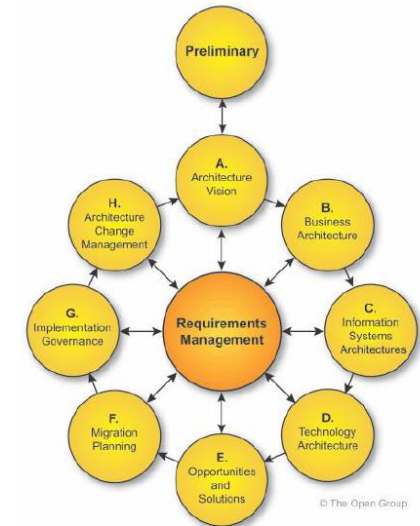 Preliminary
A.
Architecture
Vision
B.
Business
Architecture
C.
Information
Systems
Architectures
D.
Technology
Architecture
E.
Opportunities
and
Solutions
F.
Migration
Planning
G.
Implementation
Governance
H.
Architecture
Change
Management
Requirements
Management
© The Open Group